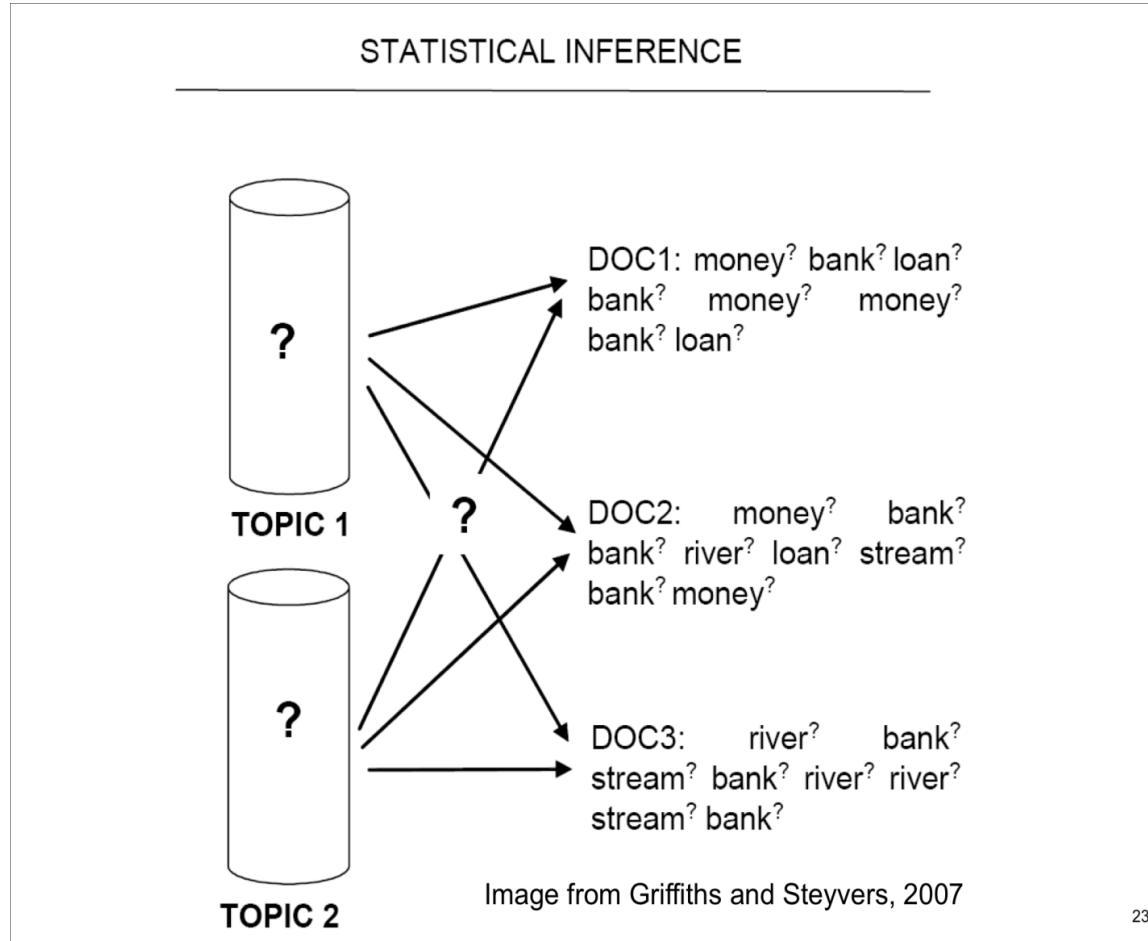 STATISTICAL INFERENCE
?
TOPIC 1
?
TOPIC 2
?
DOC1: money? bank? loan?
bank? money? money?
bank? loan?
DOC2: money? bank?
bank? river? loan? stream?
bank? money?
DOC3: river? bank?
stream? bank? river? river?
stream? bank?
Image from Griffiths and Steyvers, 2007
23